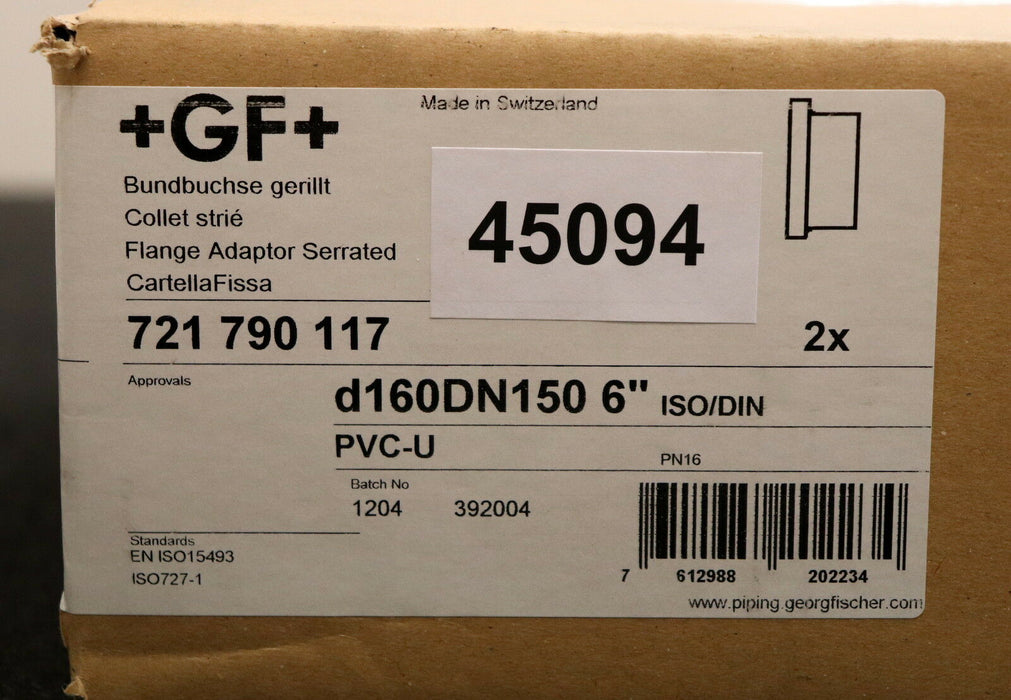 +GF+
Made in Switzerland
Bundbuchse gerillt
Collet strié
Flange Adaptor Serrated
CartellaFissa
45094
721 790 117
2x
Approvals
d160DN150 6" ISO/DIN
PVC-U
PN16
Batch No
1204 392004
Standards
EN ISO15493
ISO727-1
7 612988 202234
www.piping.georgfischer.com